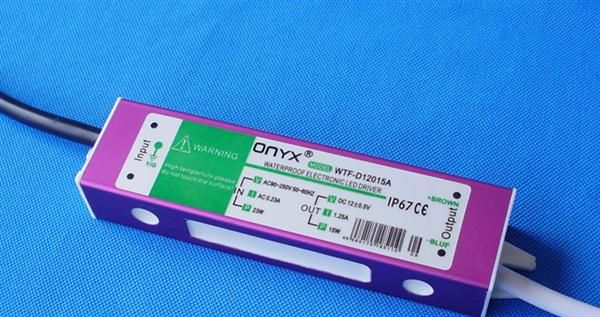 Input
Y/G
WARNING
High temperture please
do not touch the surface!
ONYX®
MODEL WTF-D12015A
WATERPROOF ELECTRONIC LED DRIVER
IN
V AC90-250V 50-60HZ
I AC 0.23A
P 23W
OUT
V DC 12±0.5V
I 1.25A
P 15W
IP67 CE
+BROWN
Output
-BLUE